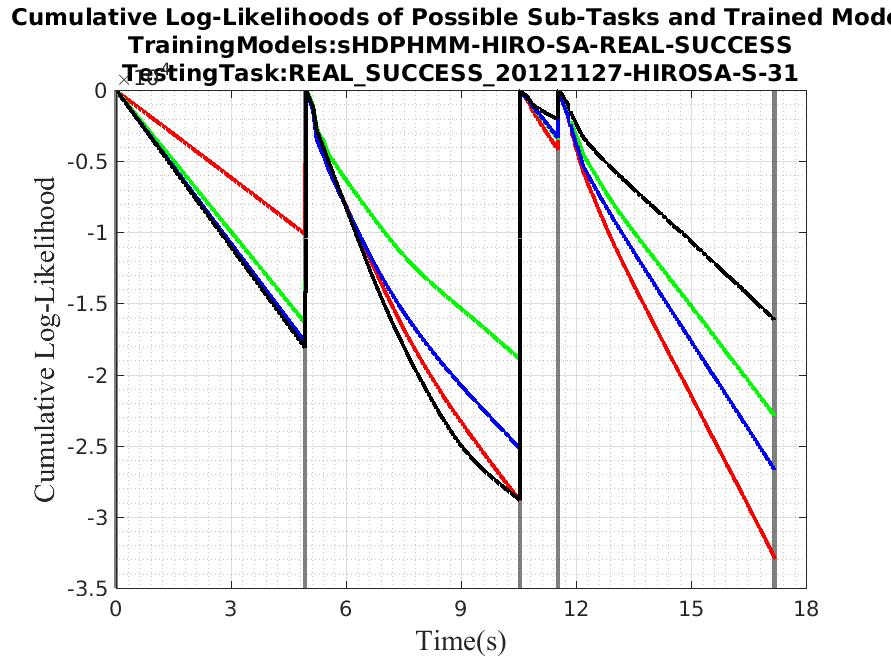 Cumulative Log-Likelihoods of Possible Sub-Tasks and Trained Mode
TrainingModels:sHDPHMM-HIRO-SA-REAL-SUCCESS
TestingTask:REAL_SUCCESS_20121127-HIROSA-S-31
×10⁴
0
-0.5
-1
-1.5
-2
-2.5
-3
-3.5
Cumulative Log-Likelihood
0 3 6 9 12 15 18
Time(s)